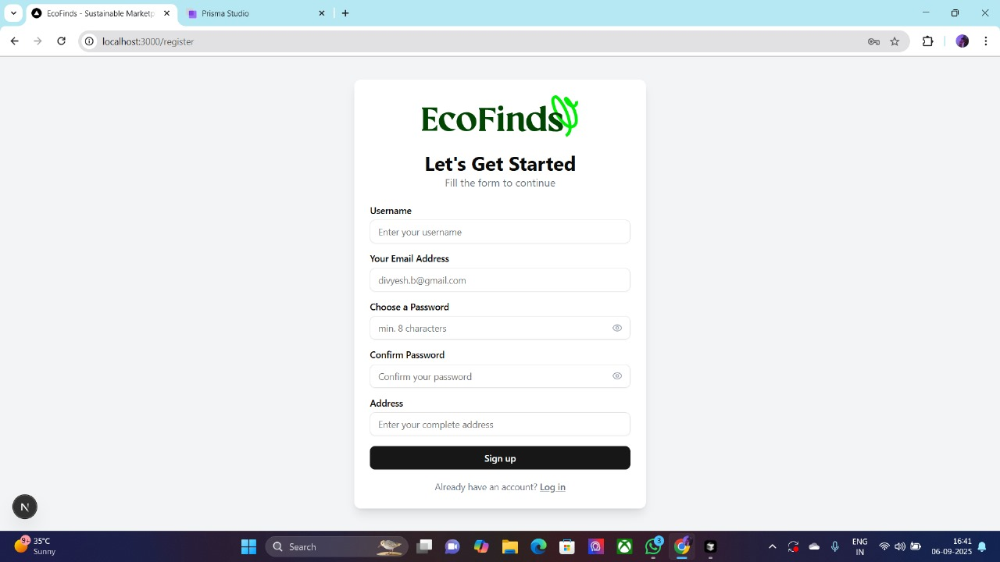 EcoFinds - Sustainable Marketp
Prisma Studio
localhost:3000/register
EcoFinds
Let's Get Started
Fill the form to continue
Username
Enter your username
Your Email Address
divyesh.b@gmail.com
Choose a Password
min. 8 characters
Confirm Password
Confirm your password
Address
Enter your complete address
Sign up
Already have an account? Log in
N
9+
35°C
Sunny
Search
3
ENG
IN
16:41
06-09-2025